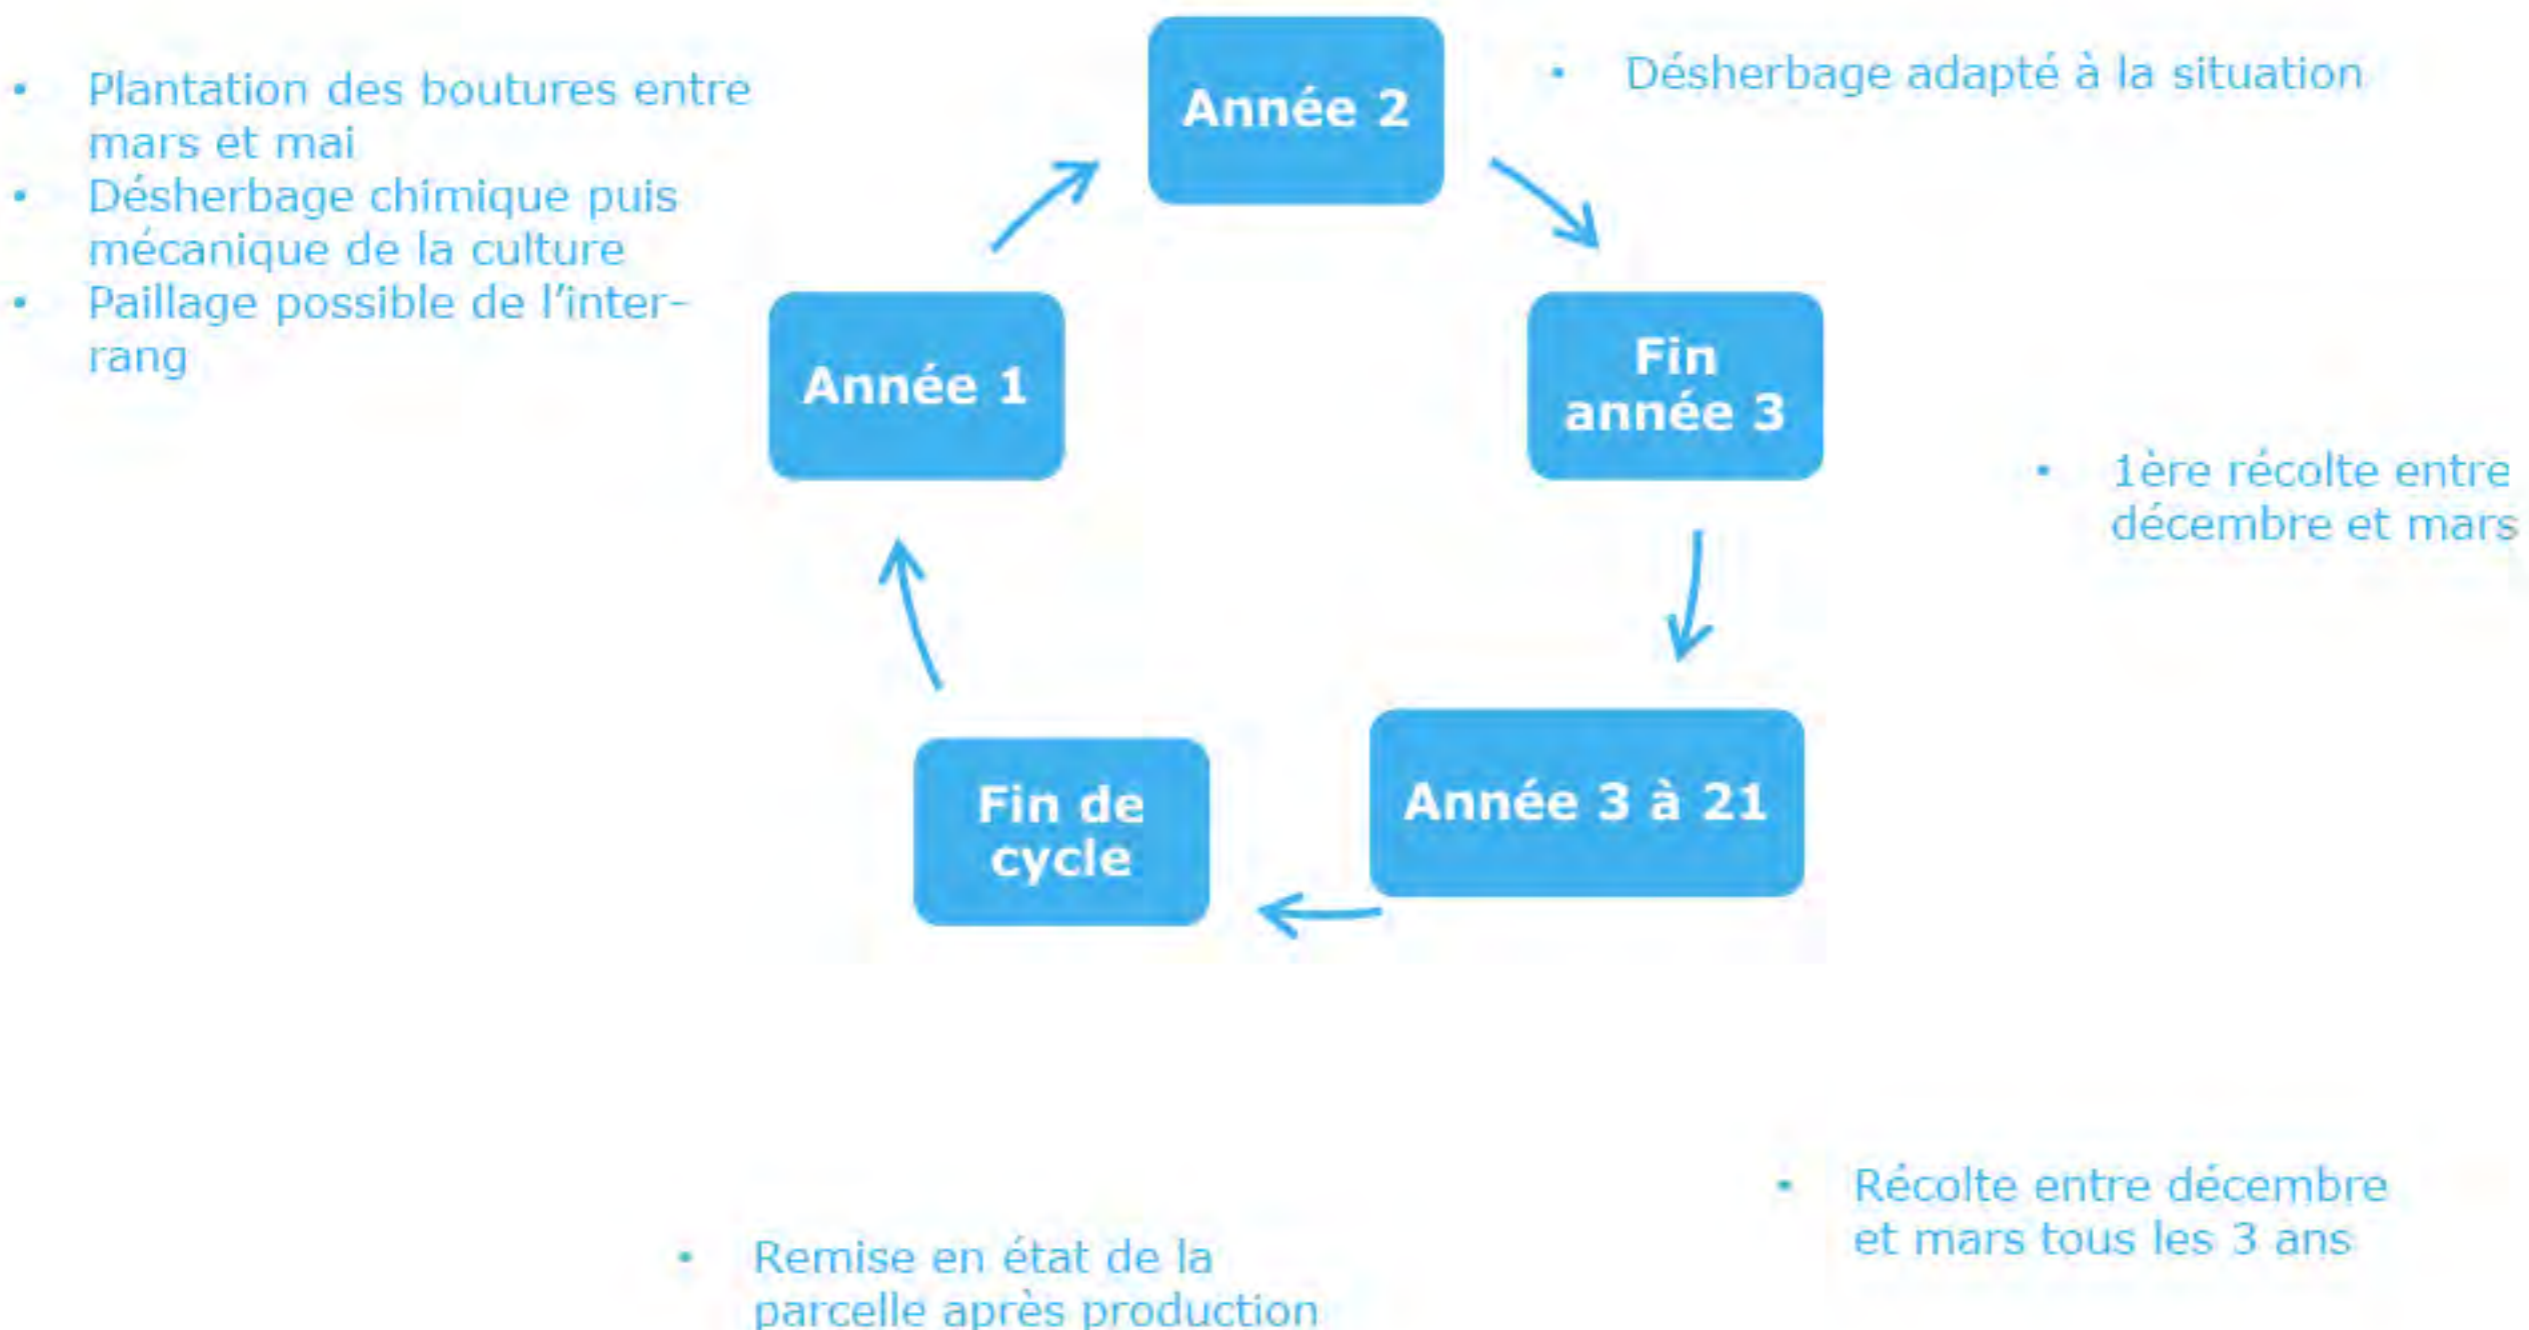 • Plantation des boutures entre
mars et mai
• Désherbage chimique puis
mécanique de la culture
• Paillage possible de l'inter-
rang
Année 1
Année 2
• Désherbage adapté à la situation
Fin
année 3
• 1ère récolte entre
décembre et mars
Année 3 à 21
• Récolte entre décembre
et mars tous les 3 ans
Fin de
cycle
• Remise en état de la
parcelle après production